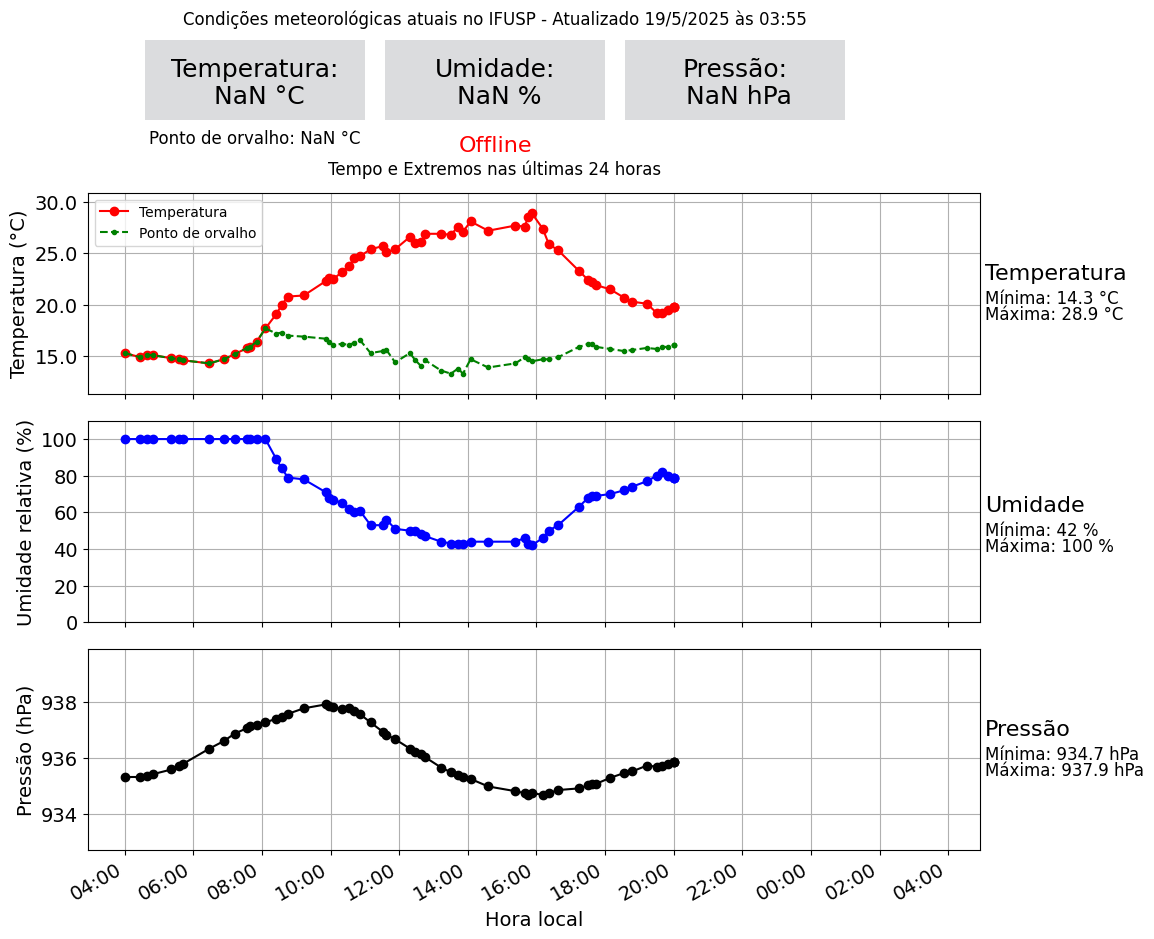 Condições meteorológicas atuais no IFUSP - Atualizado 19/5/2025 às 03:55
Temperatura:
NaN °C
Umidade:
NaN %
Pressão:
NaN hPa
Ponto de orvalho: NaN °C
Offline
Tempo e Extremos nas últimas 24 horas
Temperatura (°C)
30.0
25.0
20.0
15.0
Temperatura
Ponto de orvalho
Temperatura
Mínima: 14.3 °C
Máxima: 28.9 °C
Umidade relativa (%)
100
80
60
40
20
0
Umidade
Mínima: 42 %
Máxima: 100 %
Pressão (hPa)
938
936
934
Pressão
Mínima: 934.7 hPa
Máxima: 937.9 hPa
04:00
06:00
08:00
10:00
12:00
14:00
16:00
18:00
20:00
22:00
00:00
02:00
04:00
Hora local